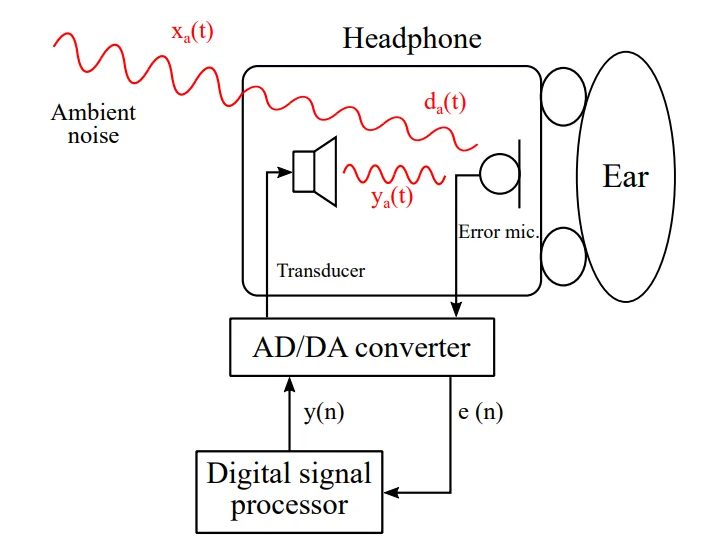 xa(t)
Headphone
Ambient
noise
da(t)
ya(t)
Ear
Error mic.
Transducer
AD/DA converter
y(n)
e (n)
Digital signal
processor